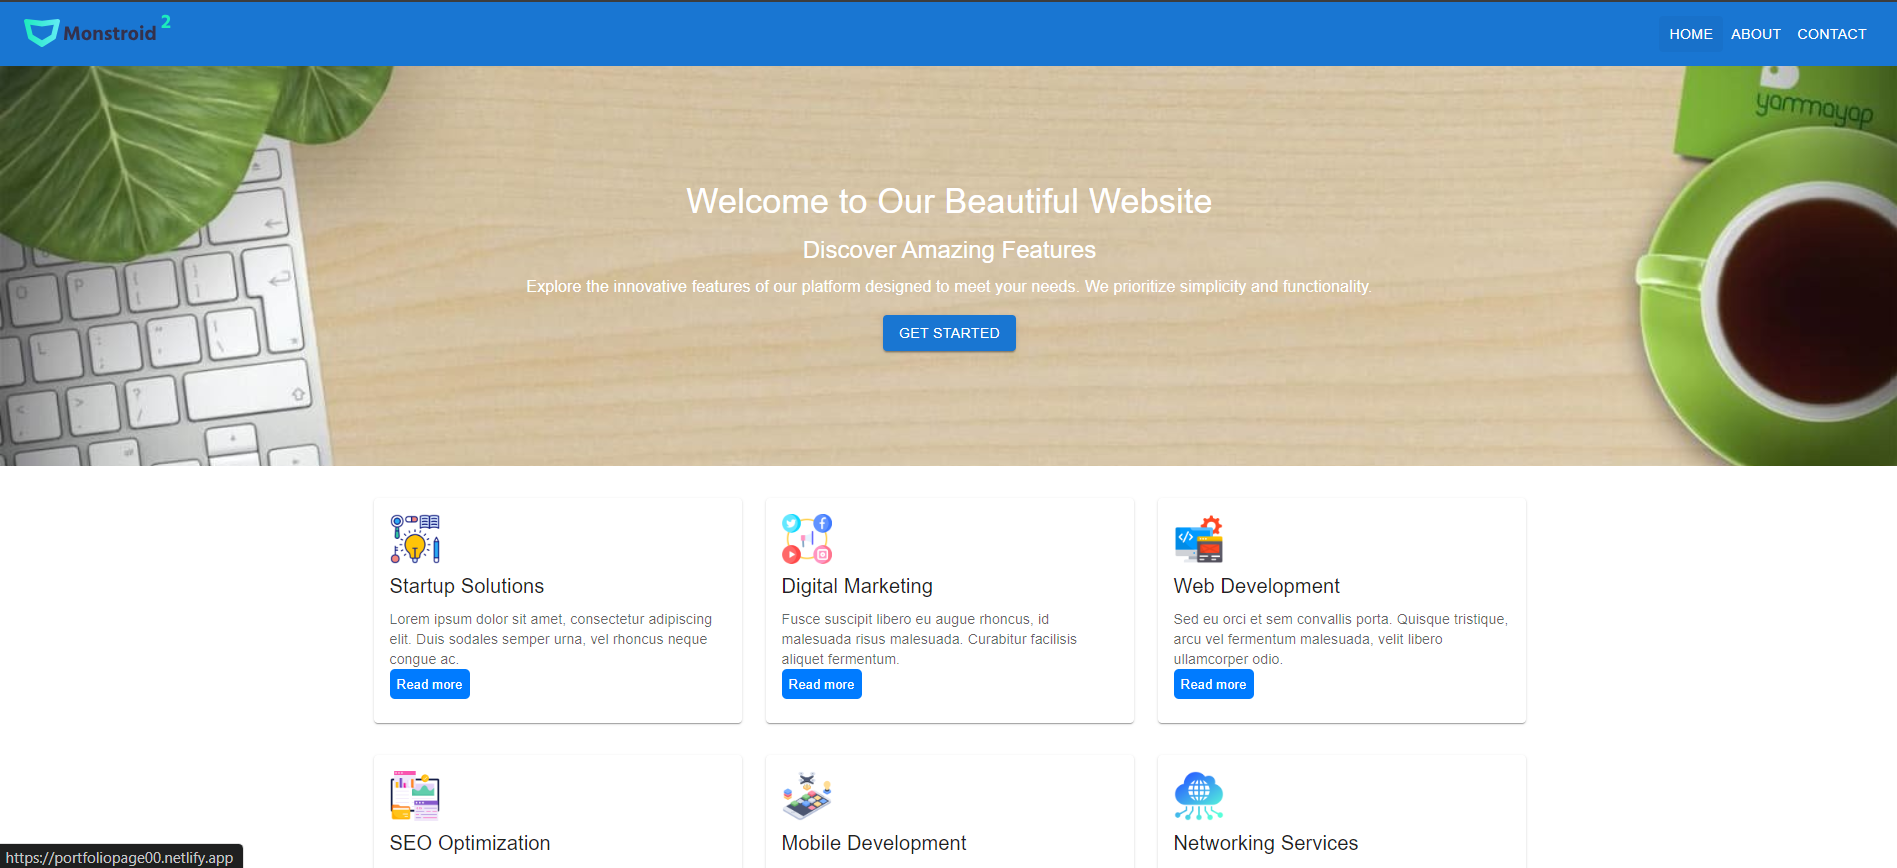 Monstroid 2
HOME ABOUT CONTACT
yammayap
Welcome to Our Beautiful Website
Discover Amazing Features
Explore the innovative features of our platform designed to meet your needs. We prioritize simplicity and functionality.
GET STARTED
Startup Solutions
Lorem ipsum dolor sit amet, consectetur adipiscing
elit. Duis sodales semper urna, vel rhoncus neque
congue ac.
Read more
Digital Marketing
Fusce suscipit libero eu augue rhoncus, id
malesuada risus malesuada. Curabitur facilisis
aliquet fermentum.
Read more
Web Development
Sed eu orci et sem convallis porta. Quisque tristique,
arcu vel fermentum malesuada, velit libero
ullamcorper odio.
Read more
SEO Optimization
Mobile Development
Networking Services
https://portfoliopage00.netlify.app